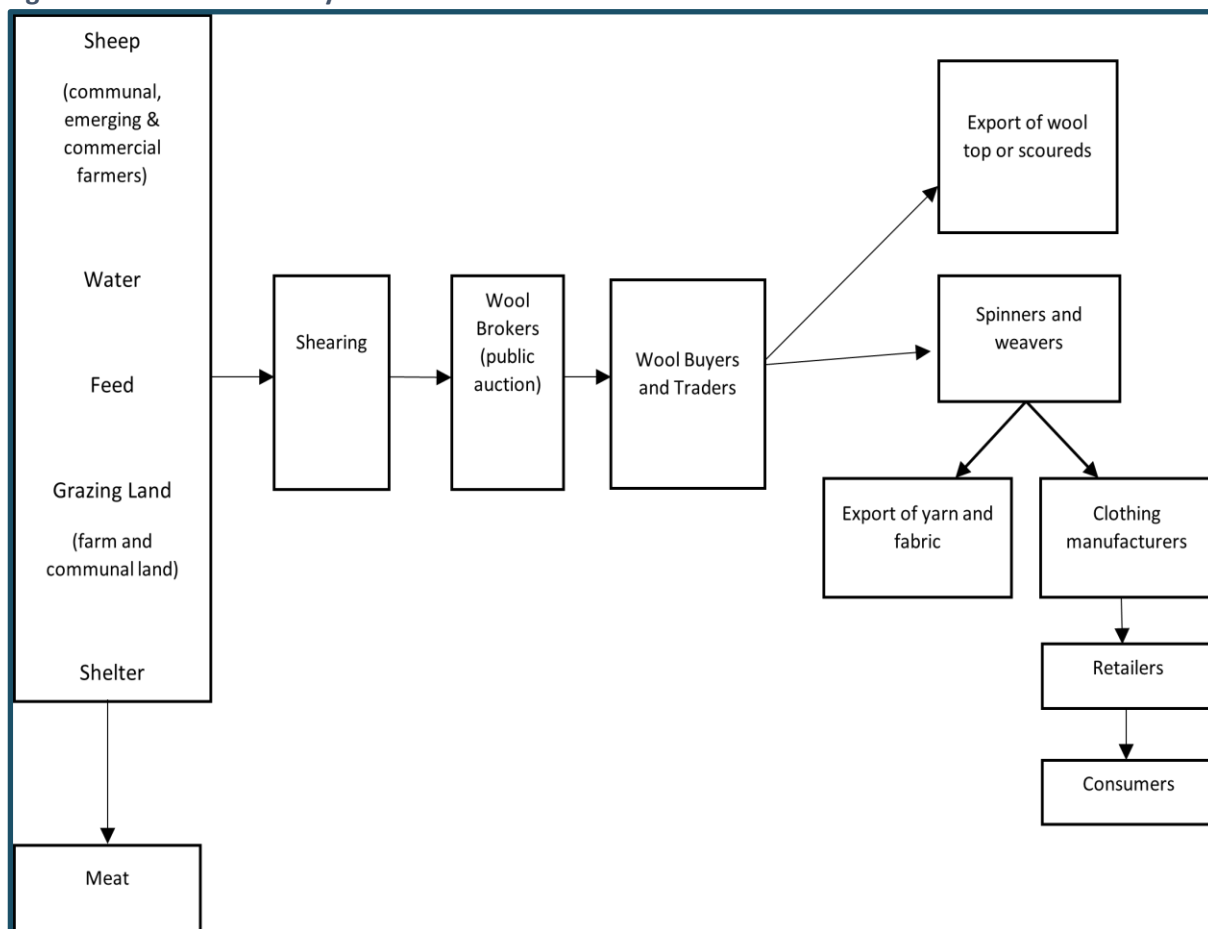 Sheep
(communal,
emerging &
commercial
farmers)
Water
Feed
Grazing Land
(farm and
communal land)
Shelter
Meat
Shearing
Wool
Brokers
(public
auction)
Wool Buyers
and Traders
Export of wool
top or scoureds
Spinners and
weavers
Export of yarn and
fabric
Clothing
manufacturers
Retailers
Consumers